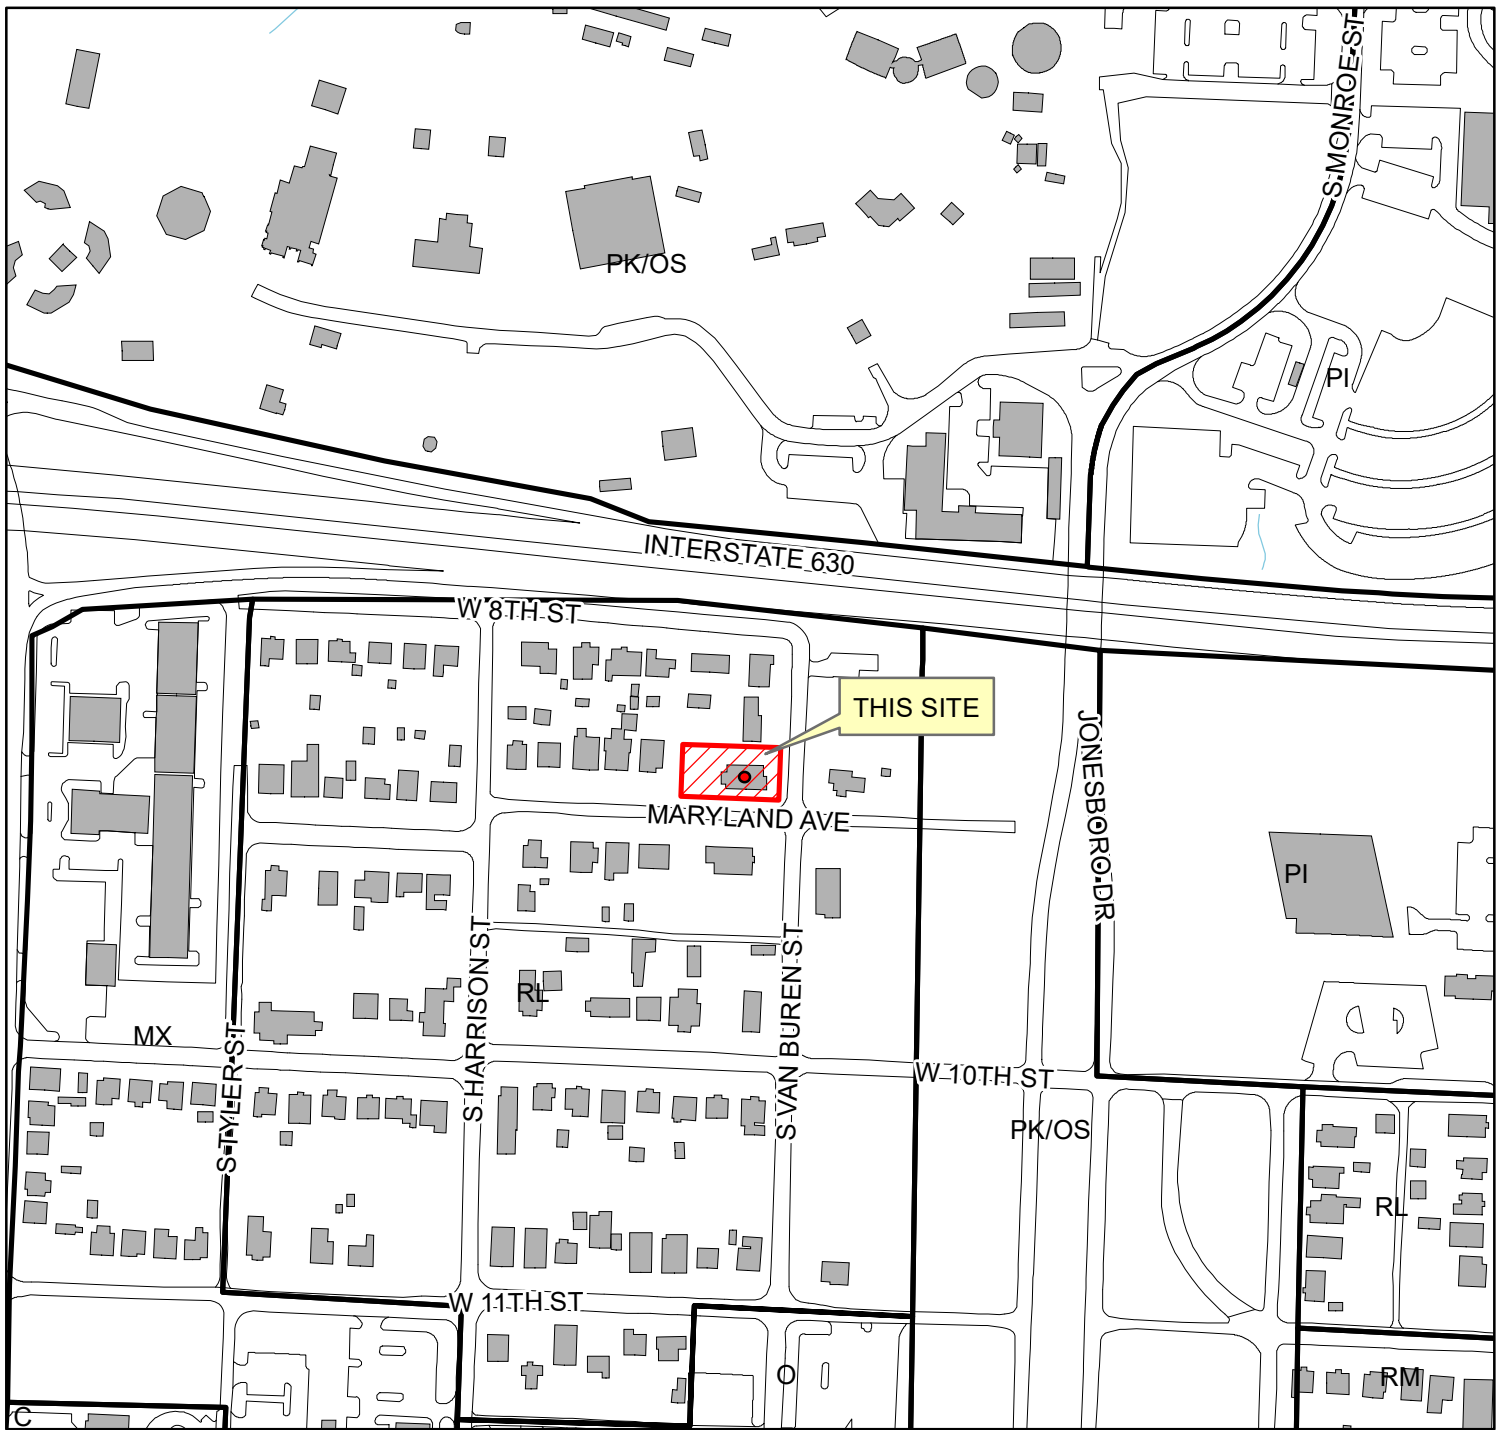 S MONROE ST
PK/OS
PI
INTERSTATE 630
W 8TH ST
THIS SITE
JONESBORO DR
MARYLAND AVE
PI
S HARRISON ST
RL
S VAN BUREN ST
MX
S TYLER ST
W 10TH ST
PK/OS
RL
W 11TH ST
O
RM
C